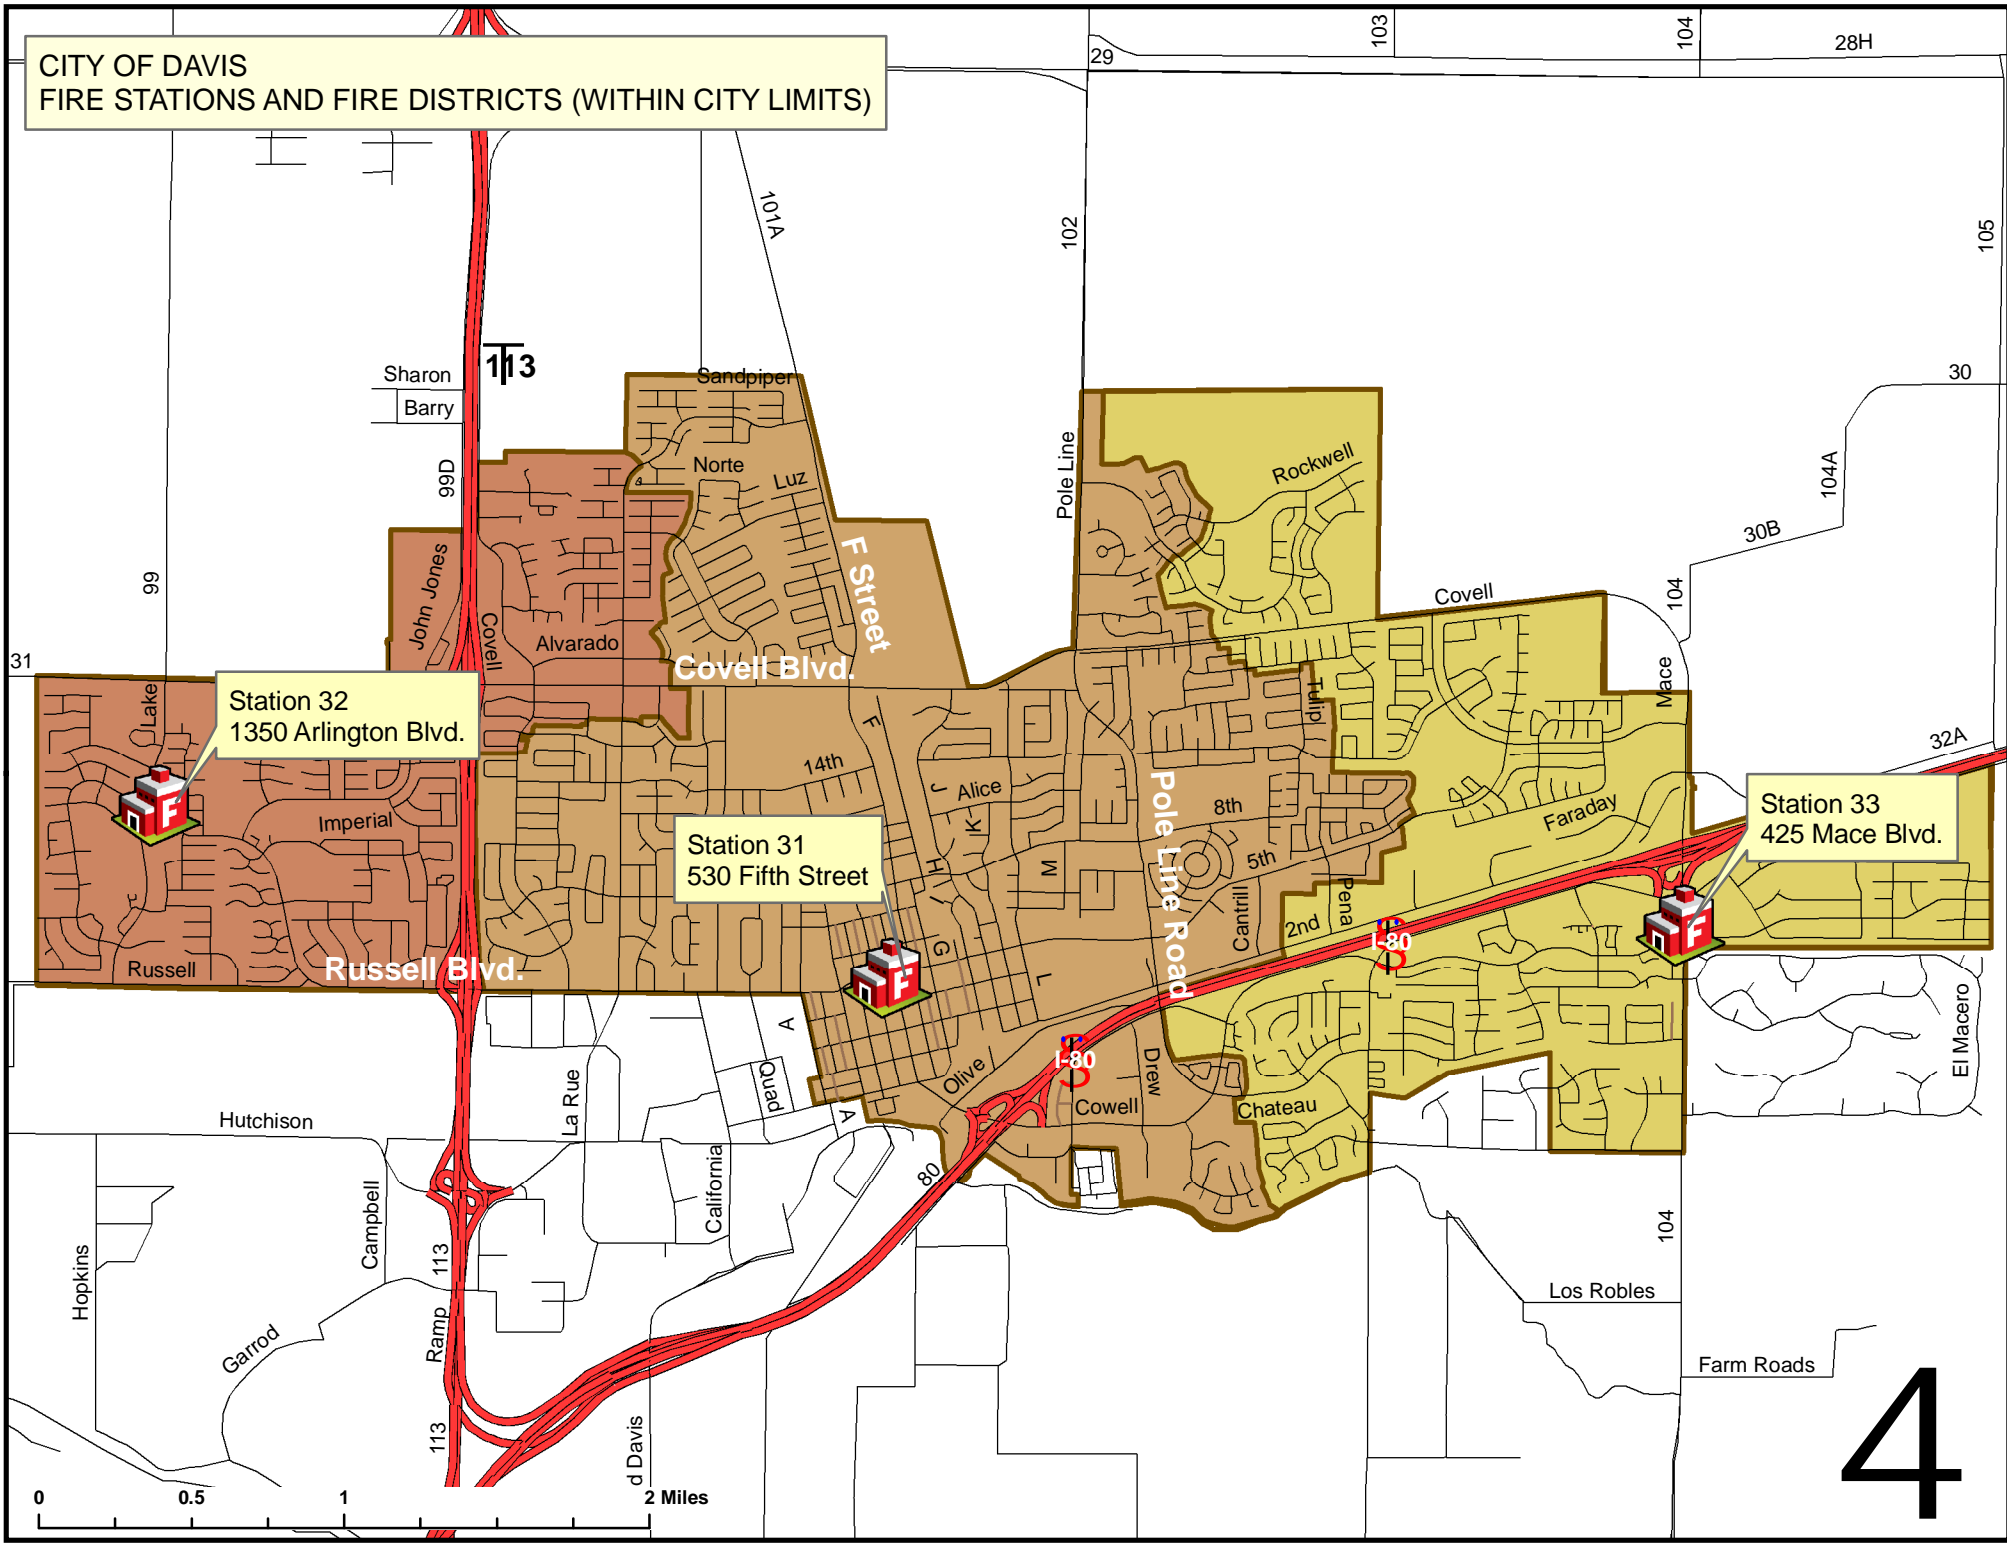 CITY OF DAVIS
FIRE STATIONS AND FIRE DISTRICTS (WITHIN CITY LIMITS)
103
104
28H
29
101A
102
105
113
Sharon
Barry
Sandpiper
30
99D
Norte
Luz
Pole Line
Rockwell
104A
30B
99
John Jones
Covell
Alvarado
F Street
Covell
104
31
Covell Blvd.
Lake
Station 32
1350 Arlington Blvd.
Tulip
Mace
F
14th
32A
J
Alice
K
Imperial
Pole Line Road
8th
Faraday
Station 33
425 Mace Blvd.
Station 31
530 Fifth Street
H
I
M
5th
Cantrill
Pena
2nd
I-80
F
F
F
G
L
Russell
Russell Blvd.
A
Quad
A
La Rue
Olive
I-80
Drew
Cowell
Chateau
El Macero
Hutchison
80
California
Campbell
113
Hopkins
Garrod
Ramp
104
Los Robles
Farm Roads
113
d Davis
0
0.5
1
2 Miles
4